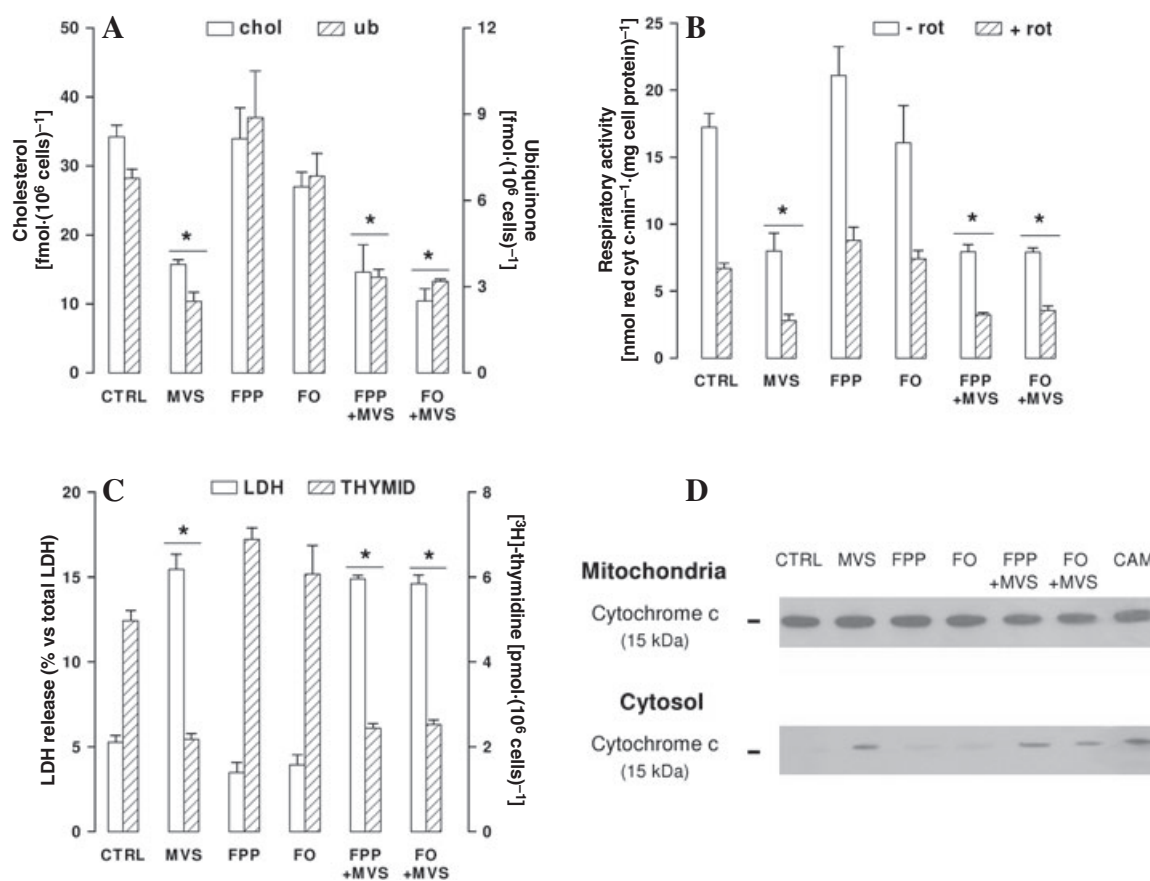 A
chol
ub
50
40
30
20
10
0
Cholesterol
[fmol·(10⁶ cells)⁻¹]
12
9
6
3
0
Ubiquinone
[fmol·(10⁶ cells)⁻¹]
*
*
*
CTRL
MVS
FPP
FO
FPP
+MVS
FO
+MVS
B
- rot
+ rot
25
20
15
10
5
0
Respiratory activity
[nmol red cyt c·min⁻¹·(mg cell protein)⁻¹]
*
*
*
CTRL
MVS
FPP
FO
FPP
+MVS
FO
+MVS
C
LDH
THYMID
20
15
10
5
0
LDH release (% vs total LDH)
8
6
4
2
0
[³H]-thymidine [pmol·(10⁶ cells)⁻¹]
*
*
*
CTRL
MVS
FPP
FO
FPP
+MVS
FO
+MVS
D
CTRL MVS FPP FO FPP +MVS FO +MVS CAM
Mitochondria
Cytochrome c
(15 kDa)
Cytosol
Cytochrome c
(15 kDa)